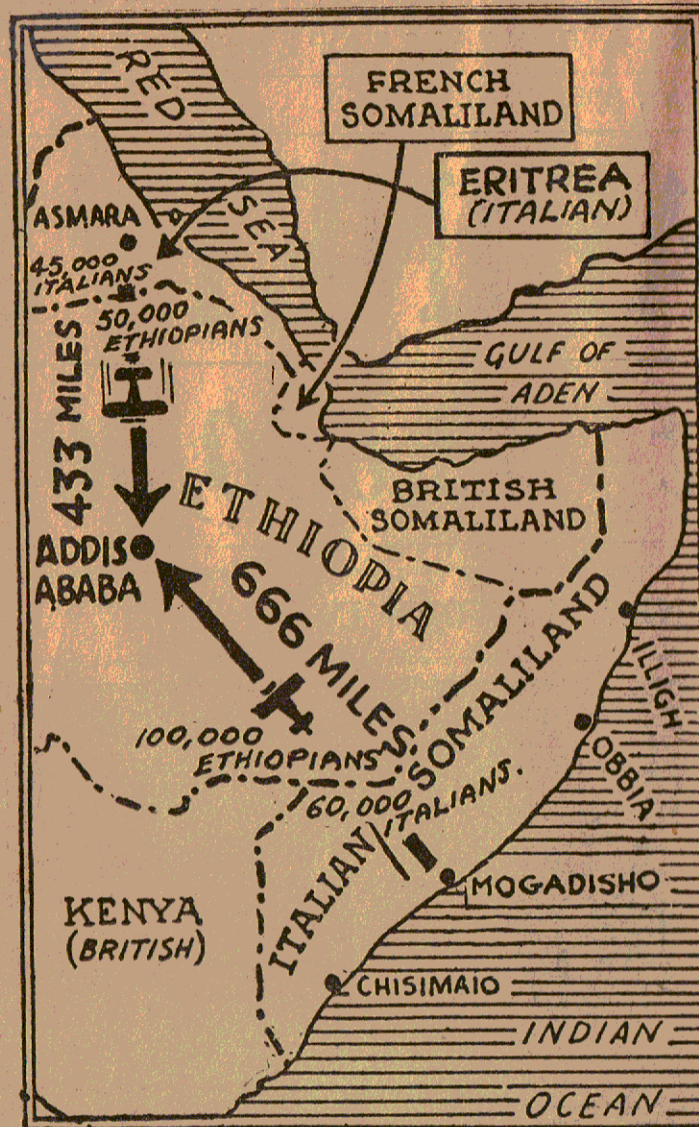 RED
SEA
FRENCH
SOMALILAND
ERITREA
(ITALIAN)
ASMARA
45,000
ITALIANS
50,000
ETHIOPIANS
433 MILES
GULF OF
ADEN
ETHIOPIA
BRITISH
SOMALILAND
ADDIS
ABABA
666 MILES
100,000
ETHIOPIANS
60,000
ITALIANS.
ITALIAN SOMALILAND
ILLIGH
OBBIA
MOGADISHO
KENYA
(BRITISH)
CHISIMAIO
INDIAN
OCEAN